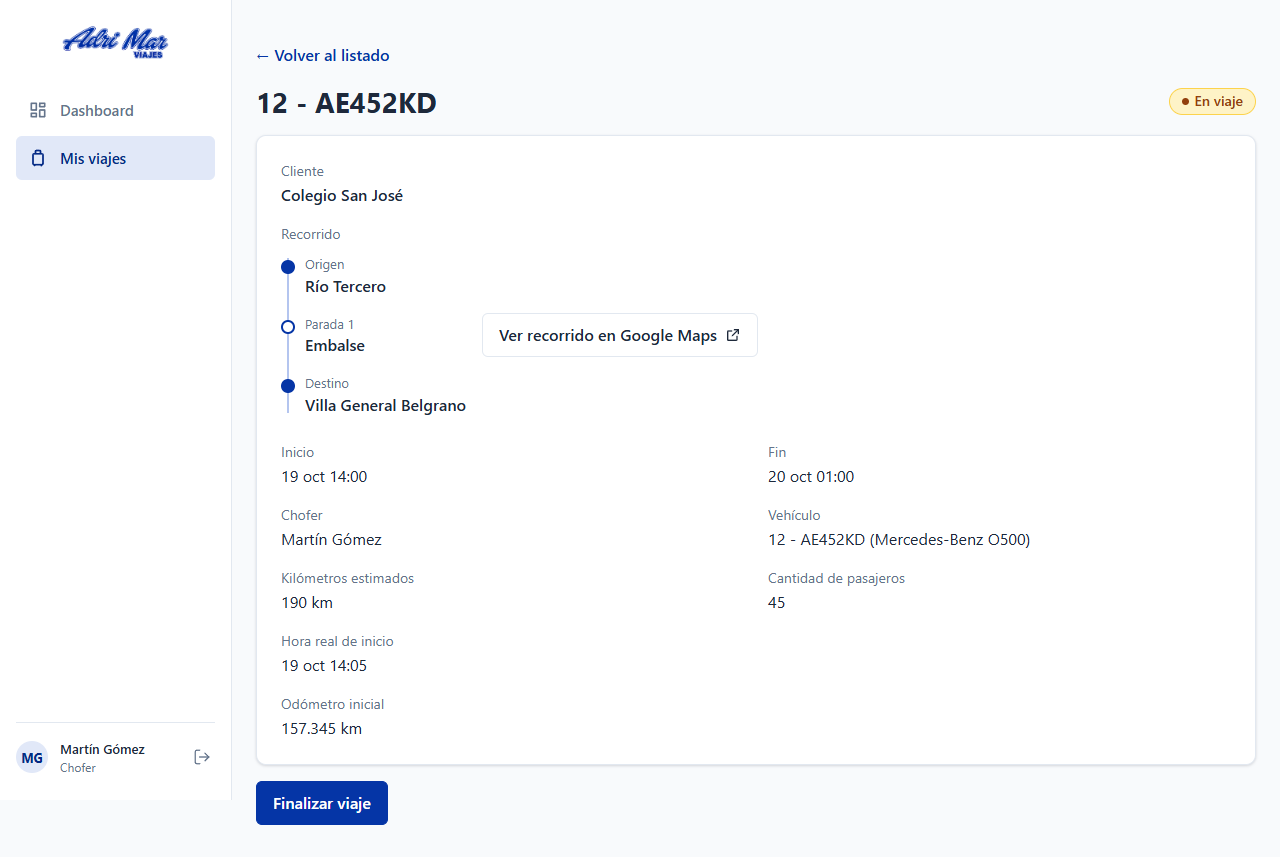 Adri Mar
VIAJES
Dashboard
Mis viajes
← Volver al listado
12 - AE452KD
En viaje
Cliente
Colegio San José
Recorrido
Origen
Río Tercero
Parada 1
Embalse
Ver recorrido en Google Maps
Destino
Villa General Belgrano
Inicio
19 oct 14:00
Fin
20 oct 01:00
Chofer
Martín Gómez
Vehículo
12 - AE452KD (Mercedes-Benz O500)
Kilómetros estimados
190 km
Cantidad de pasajeros
45
Hora real de inicio
19 oct 14:05
Odómetro inicial
157.345 km
Finalizar viaje
MG
Martín Gómez
Chofer